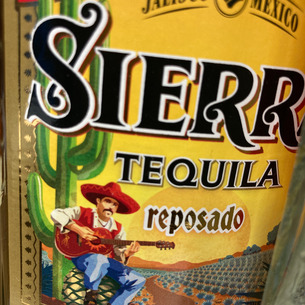 JALISCO MEXICO
SIERR
TEQUILA
reposado